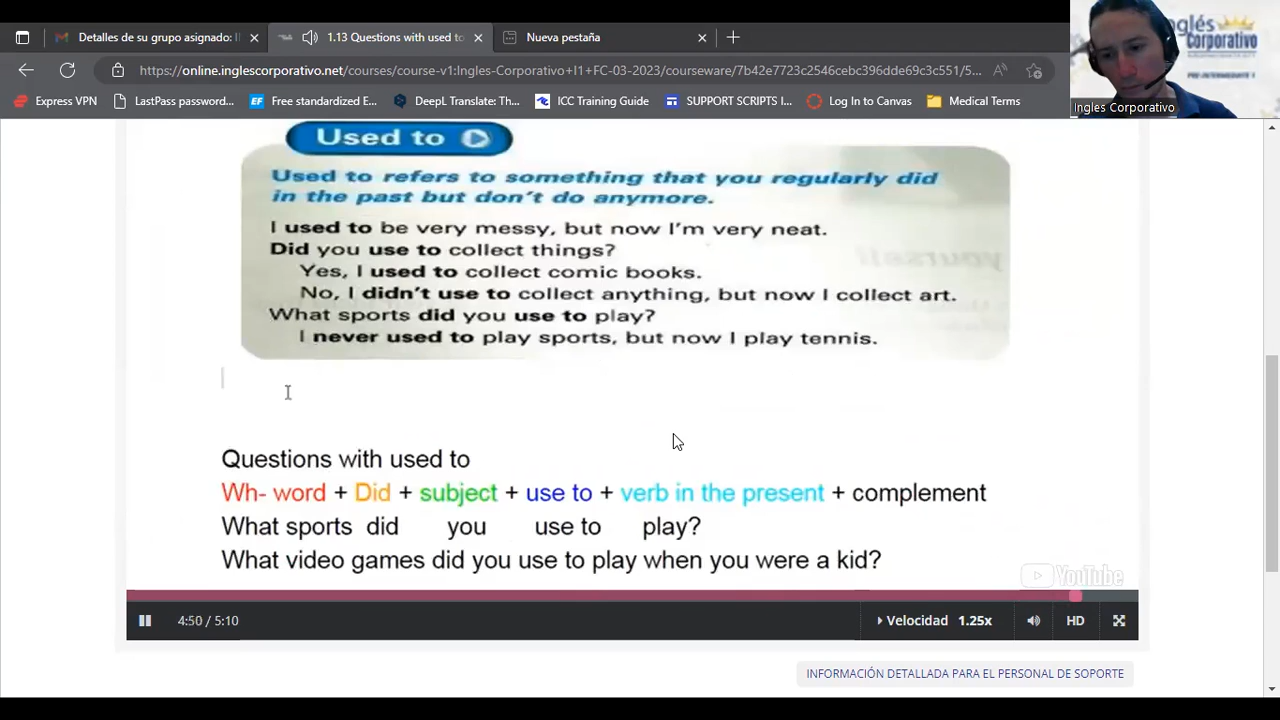 Detalles de su grupo asignado: I
1.13 Questions with used to
Nueva pestaña
https://online.inglescorporativo.net/courses/course-v1:Ingles-Corporativo+I1+FC-03-2023/courseware/7b42e7723c2546cebc396dde69c3c551/5...
Express VPN
LastPass password...
Free standardized E...
DeepL Translate: Th...
ICC Training Guide
SUPPORT SCRIPTS I...
Log In to Canvas
Medical Terms
Inglés
Corporativo
PRE-INTERMEDIATE 1
Ingles Corporativo
Used to
Used to refers to something that you regularly did
in the past but don't do anymore.
I used to be very messy, but now I'm very neat.
Did you use to collect things?
Yes, I used to collect comic books.
No, I didn't use to collect anything, but now I collect art.
What sports did you use to play?
I never used to play sports, but now I play tennis.
Questions with used to
Wh- word + Did + subject + use to + verb in the present + complement
What sports did you use to play?
What video games did you use to play when you were a kid?
YouTube
4:50 / 5:10
Velocidad 1.25x
HD
INFORMACIÓN DETALLADA PARA EL PERSONAL DE SOPORTE